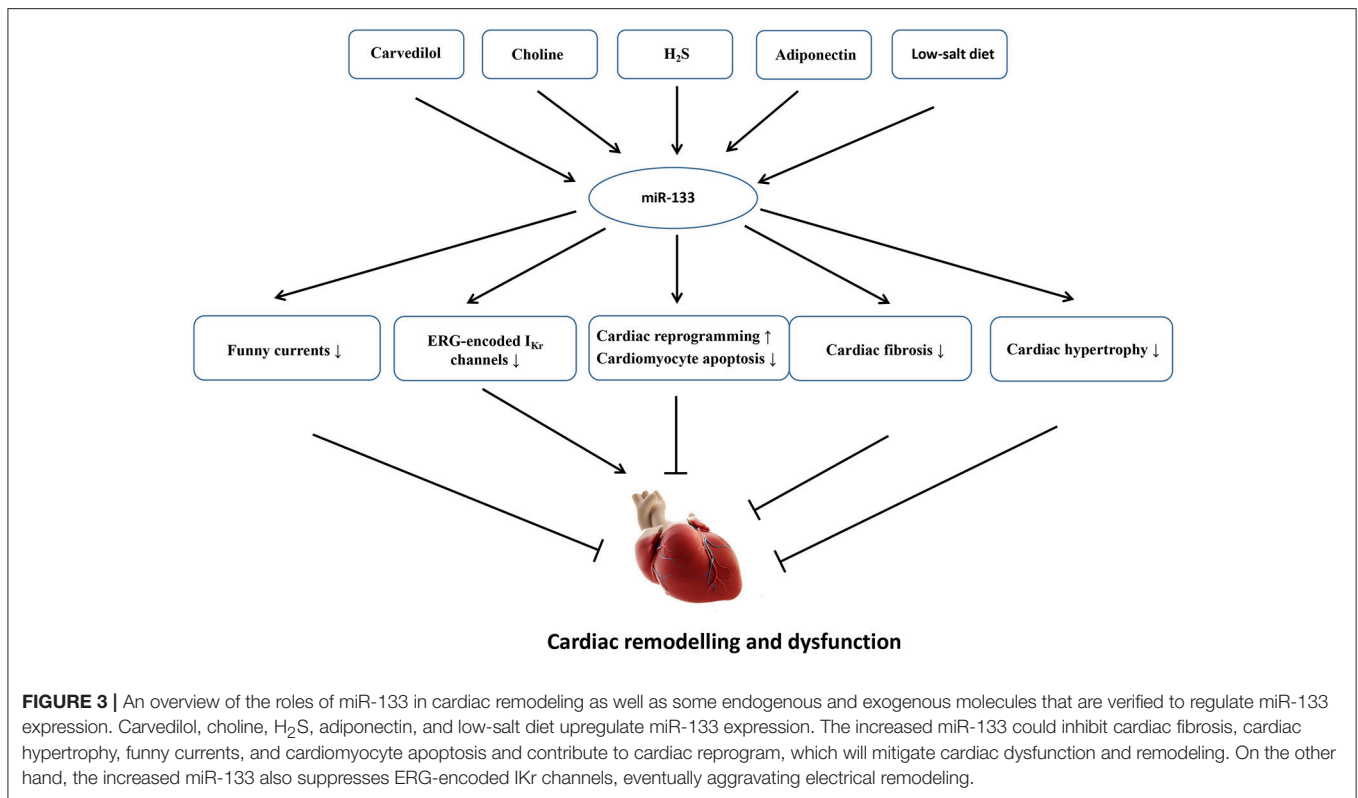 Carvedilol
Choline
H₂S
Adiponectin
Low-salt diet
miR-133
Funny currents ↓
ERG-encoded I_Kr
channels ↓
Cardiac reprogramming ↑
Cardiomyocyte apoptosis ↓
Cardiac fibrosis ↓
Cardiac hypertrophy ↓
Cardiac remodelling and dysfunction
FIGURE 3 | An overview of the roles of miR-133 in cardiac remodeling as well as some endogenous and exogenous molecules that are verified to regulate miR-133
expression. Carvedilol, choline, H₂S, adiponectin, and low-salt diet upregulate miR-133 expression. The increased miR-133 could inhibit cardiac fibrosis, cardiac
hypertrophy, funny currents, and cardiomyocyte apoptosis and contribute to cardiac reprogram, which will mitigate cardiac dysfunction and remodeling. On the other
hand, the increased miR-133 also suppresses ERG-encoded IKr channels, eventually aggravating electrical remodeling.